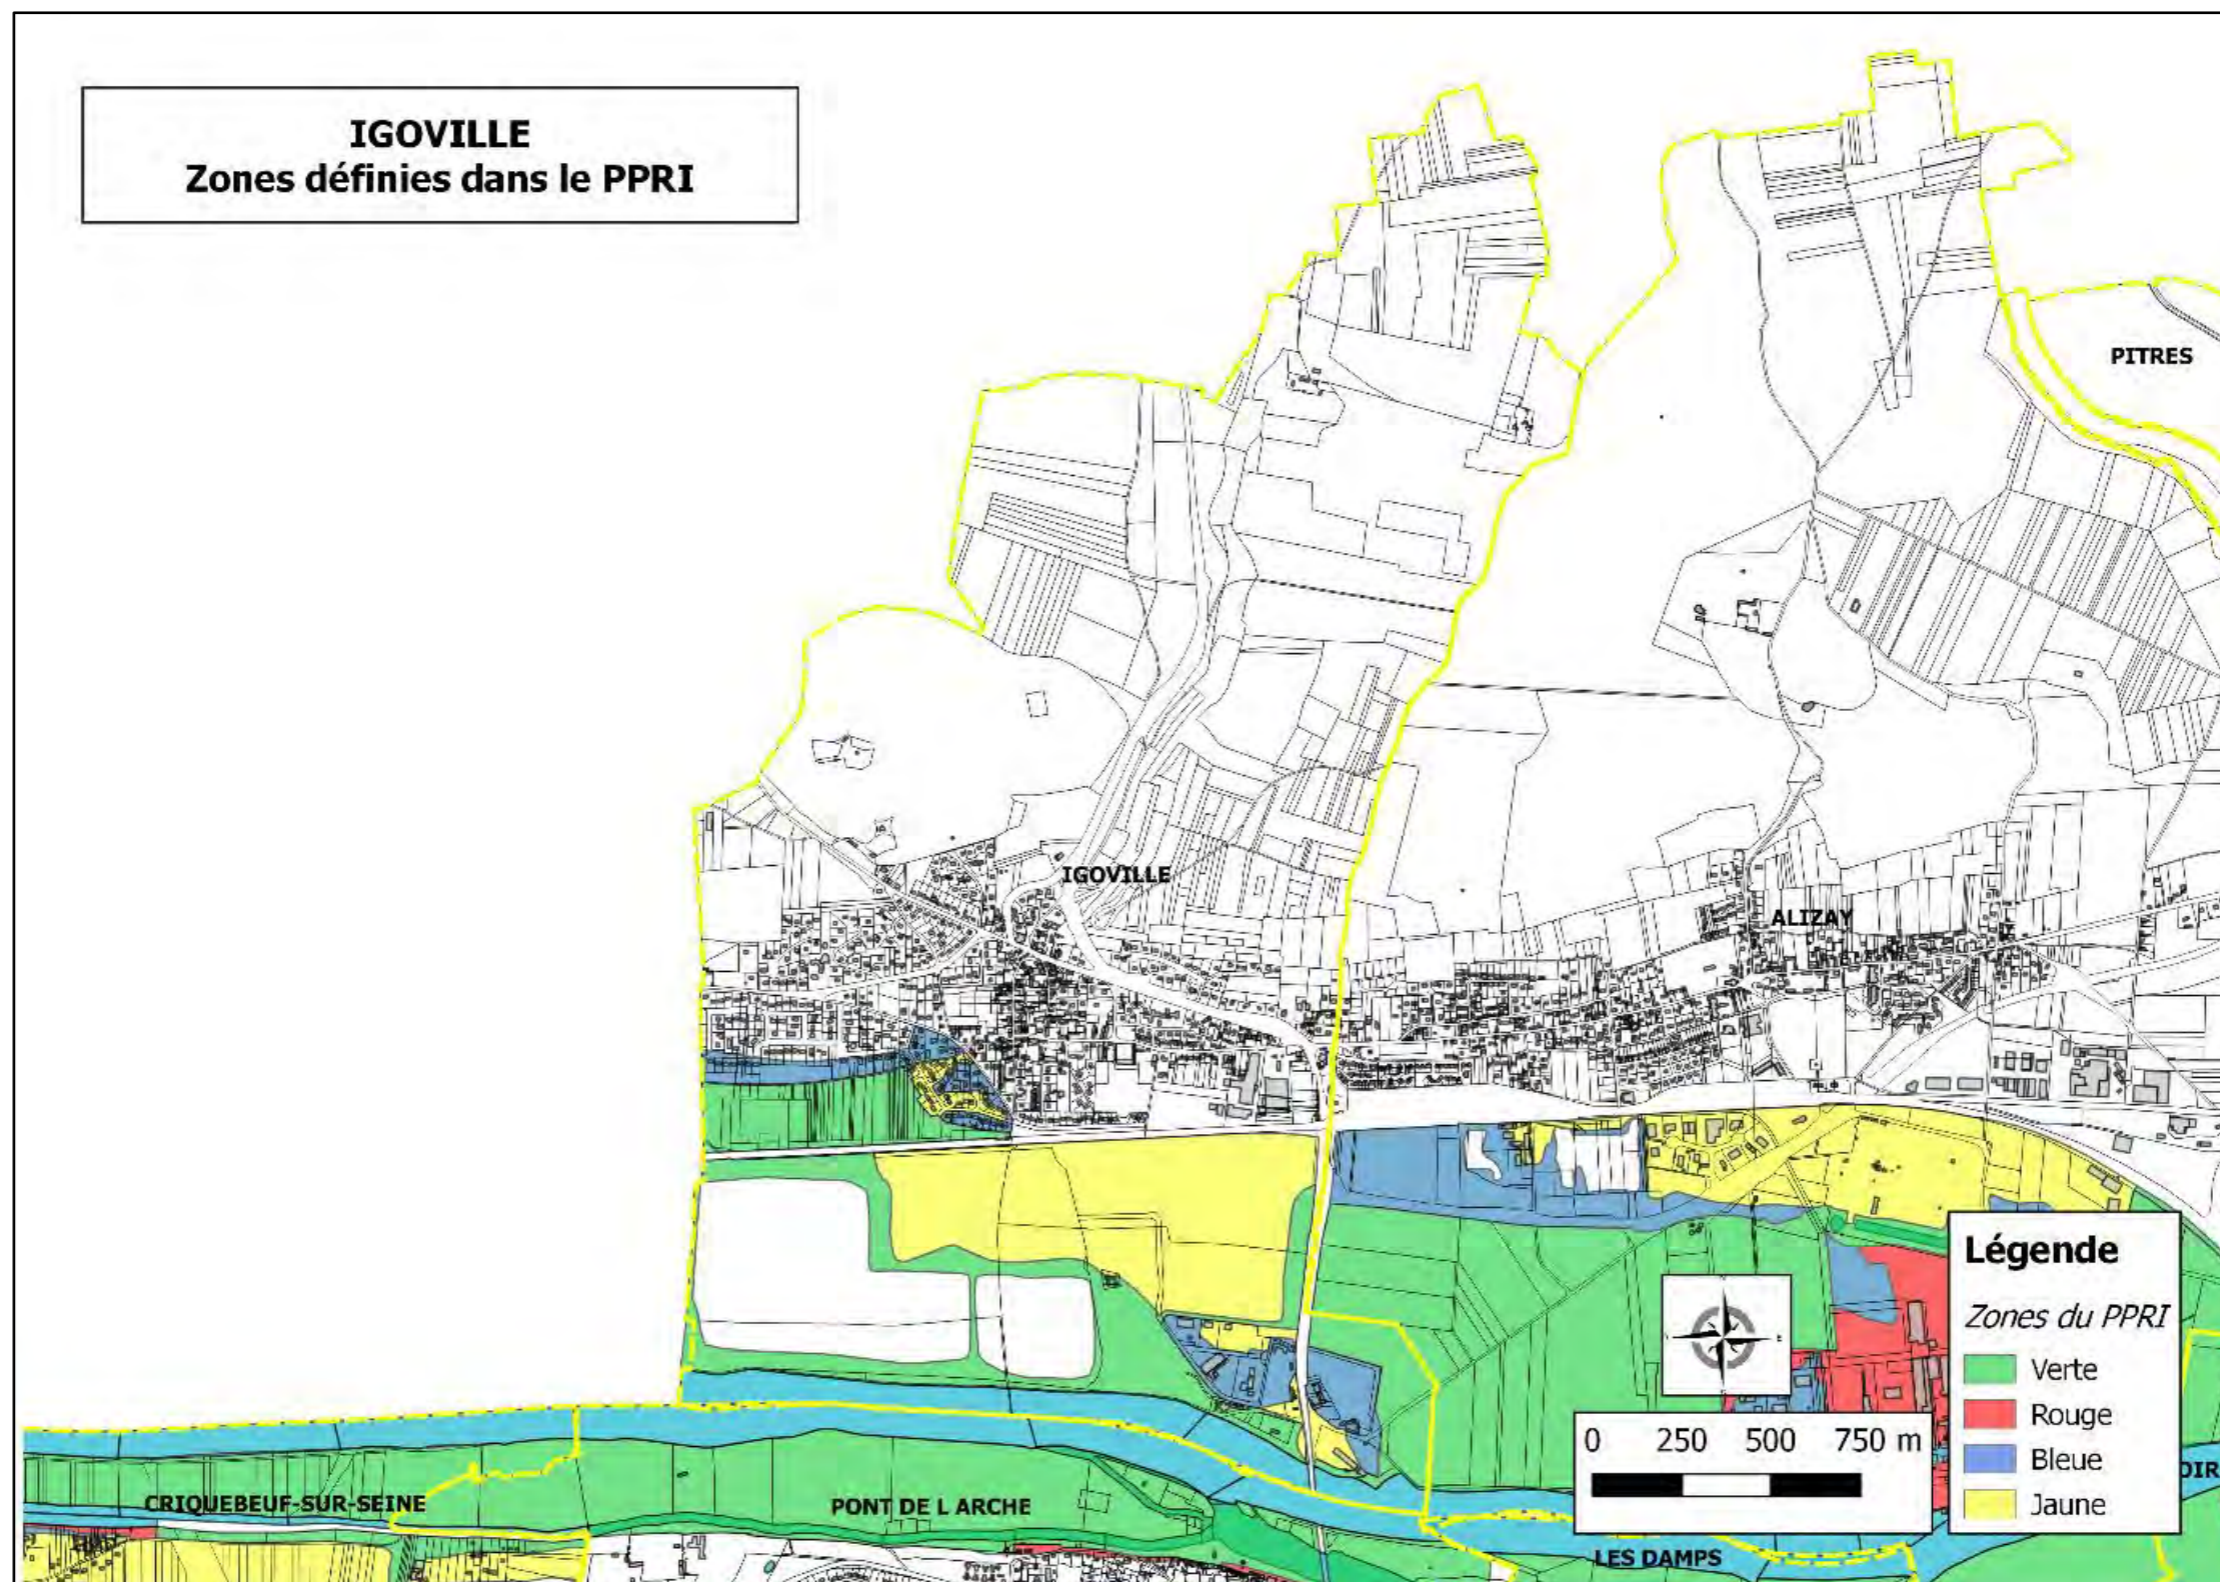 IGOVILLE
Zones définies dans le PPRI
PITRES
IGOVILLE
ALIZAY
Légende
Zones du PPRI
Verte
Rouge
Bleue
Jaune
0 250 500 750 m
CRIQUEBEUF-SUR-SEINE
PONT DE L ARCHE
LES DAMPS